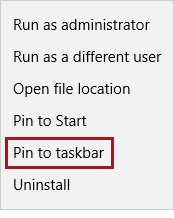 Run as administrator
Run as a different user
Open file location
Pin to Start
Pin to taskbar
Uninstall